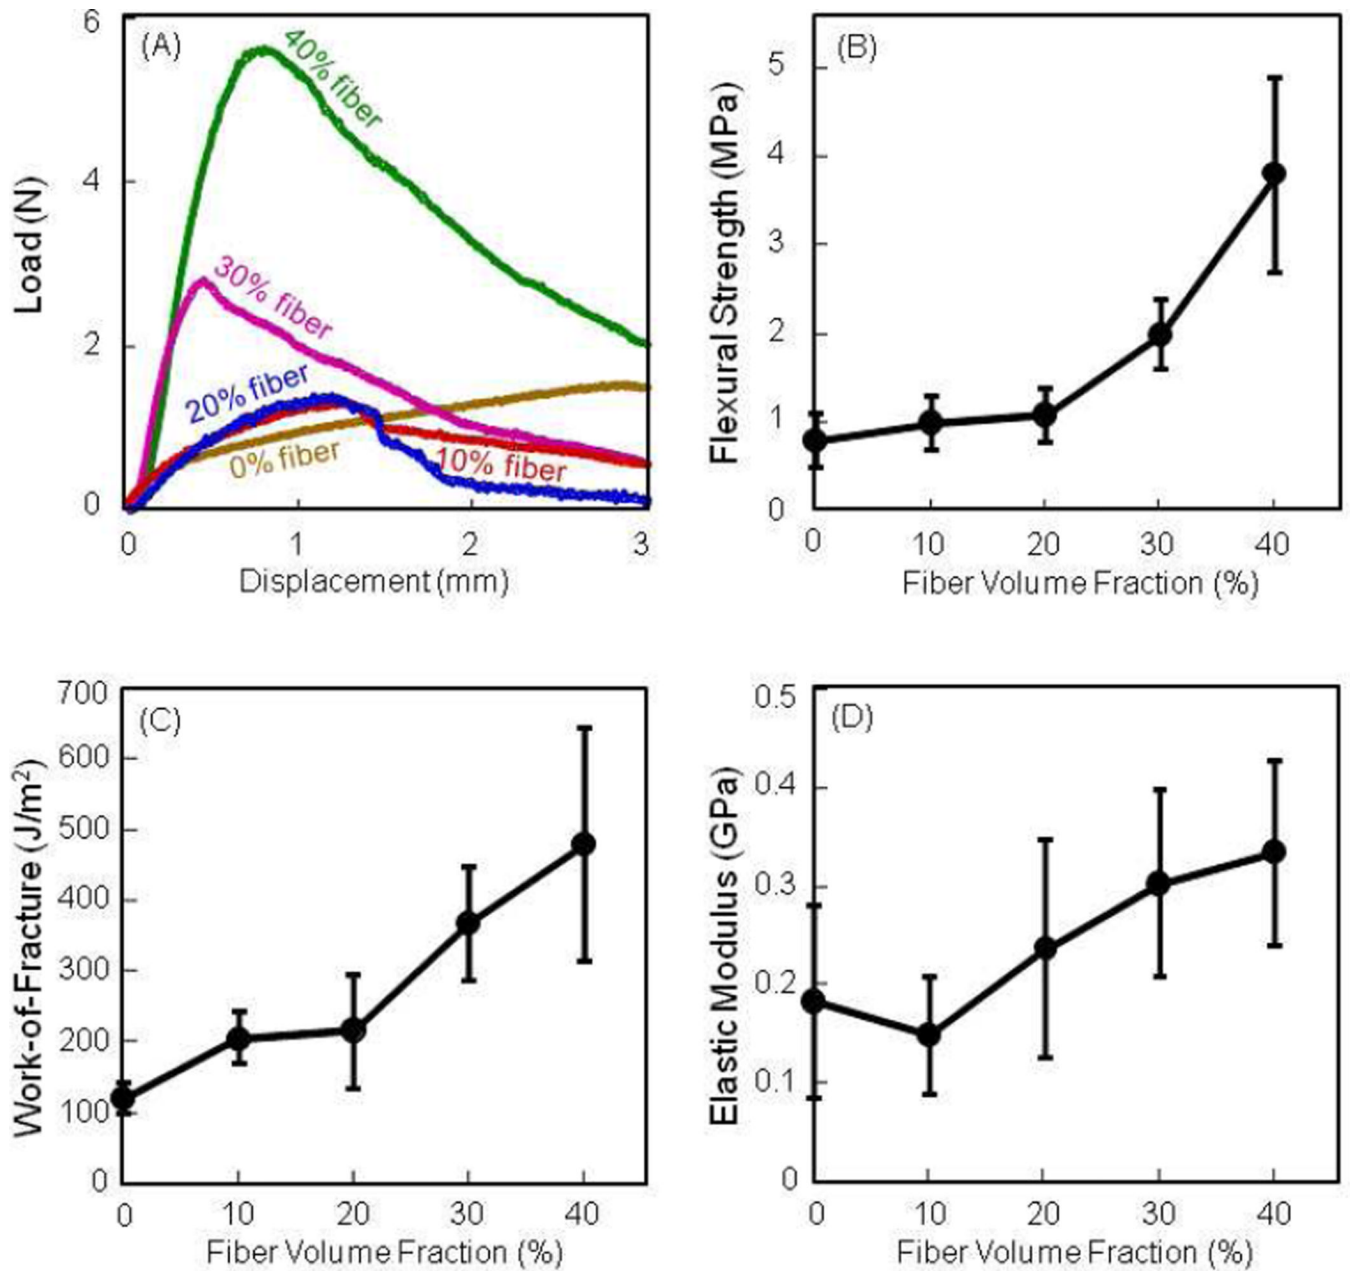 (A)
Load (N)
6
4
2
0
40% fiber
30% fiber
20% fiber
0% fiber
10% fiber
0 1 2 3
Displacement (mm)
(B)
Flexural Strength (MPa)
5
4
3
2
1
0
0 10 20 30 40
Fiber Volume Fraction (%)
(C)
Work-of-Fracture (J/m²)
700
600
500
400
300
200
100
0
0 10 20 30 40
Fiber Volume Fraction (%)
(D)
Elastic Modulus (GPa)
0.5
0.4
0.3
0.2
0.1
0
0 10 20 30 40
Fiber Volume Fraction (%)